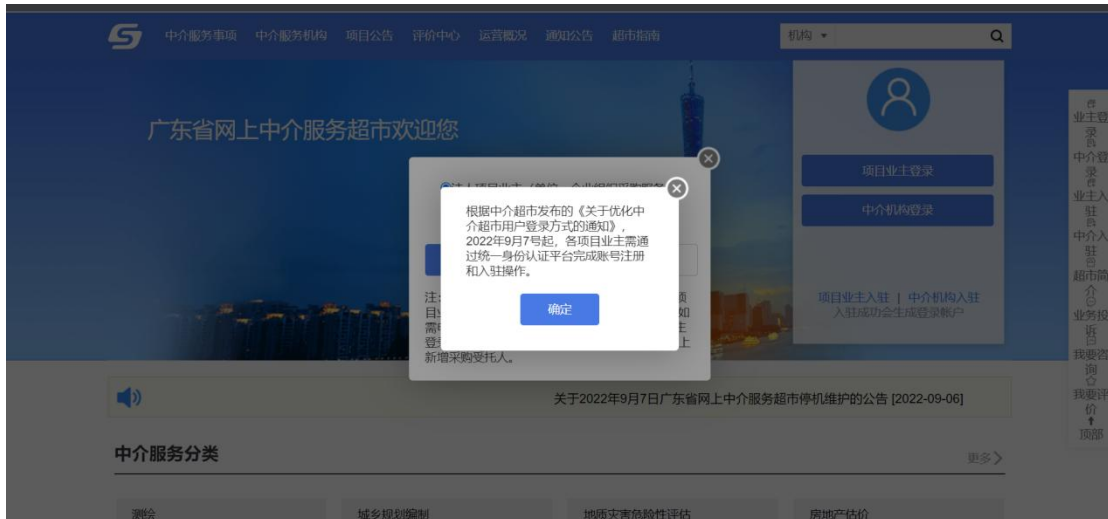 中介服务事项 中介服务机构 项目公告 评价中心 运营概况 通知公告 超市指南
机构
广东省网上中介服务超市欢迎您
项目业主登录
中介机构登录
项目业主入驻 | 中介机构入驻
入驻成功会生成登录帐户
根据中介超市发布的《关于优化中
介超市用户登录方式的通知》,
2022年9月7号起,各项目业主需通
过统一身份认证平台完成账号注册
和入驻操作。
确定
注:
新增采购受托人。
业主登
录
中介登
录
业主入
驻
中介入
驻
超市简
介
业务投
诉
我要咨
询
我要评
价
顶部
关于2022年9月7日广东省网上中介服务超市停机维护的公告 [2022-09-06]
中介服务分类
更多
测绘
城乡规划编制
地质灾害危险性评估
房地产估价